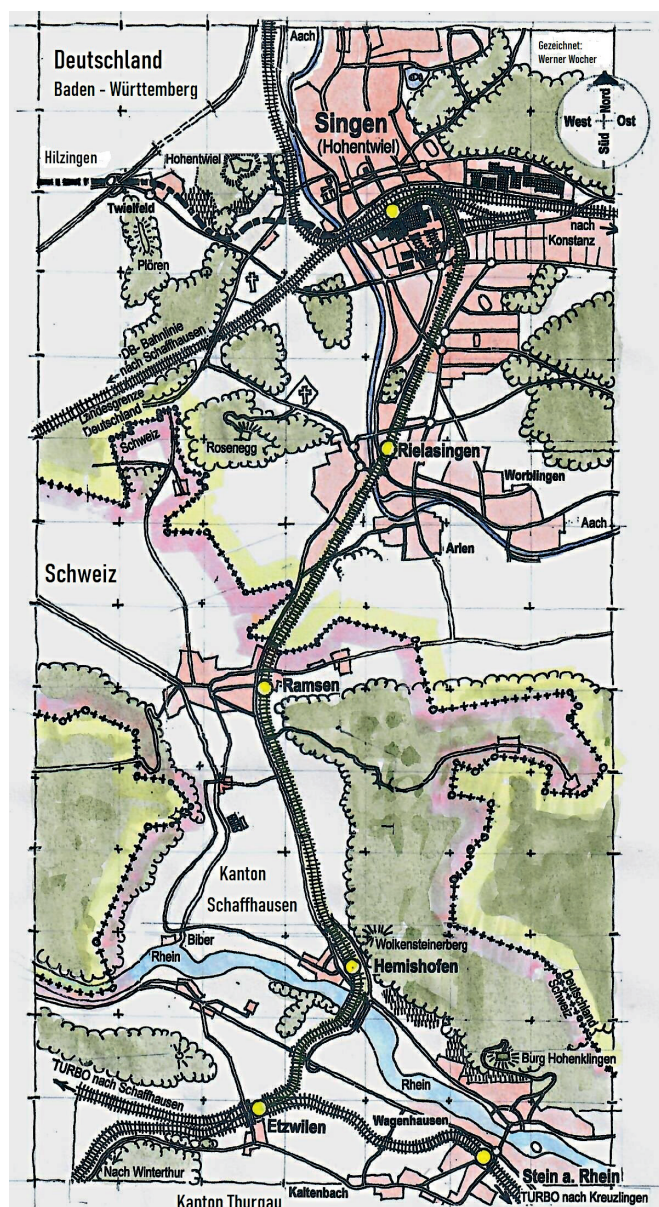 Deutschland
Baden - Württemberg
Aach
Gezeichnet:
Werner Wocher
Nord
West
Ost
Süd
Singen
(Hohentwiel)
Hilzingen
Hohentwiel
Twielfeld
Plören
nach
Konstanz
DB- Bahnlinie
nach Schaffhausen
Landesgrenze
Deutschland
Schweiz
Rosenegg
Rielasingen
Worblingen
Aach
Arlen
Schweiz
Ramsen
Kanton
Schaffhausen
Biber
Rhein
Wolkensteinerberg
Hemishofen
Deutschland
Schweiz
Burg Hohenklingen
Rhein
TURBO nach Schaffhausen
Etzwilen
Wagenhausen
Nach Winterthur
Kaltenbach
Stein a. Rhein
TURBO nach Kreuzlingen
Kanton Thurgau